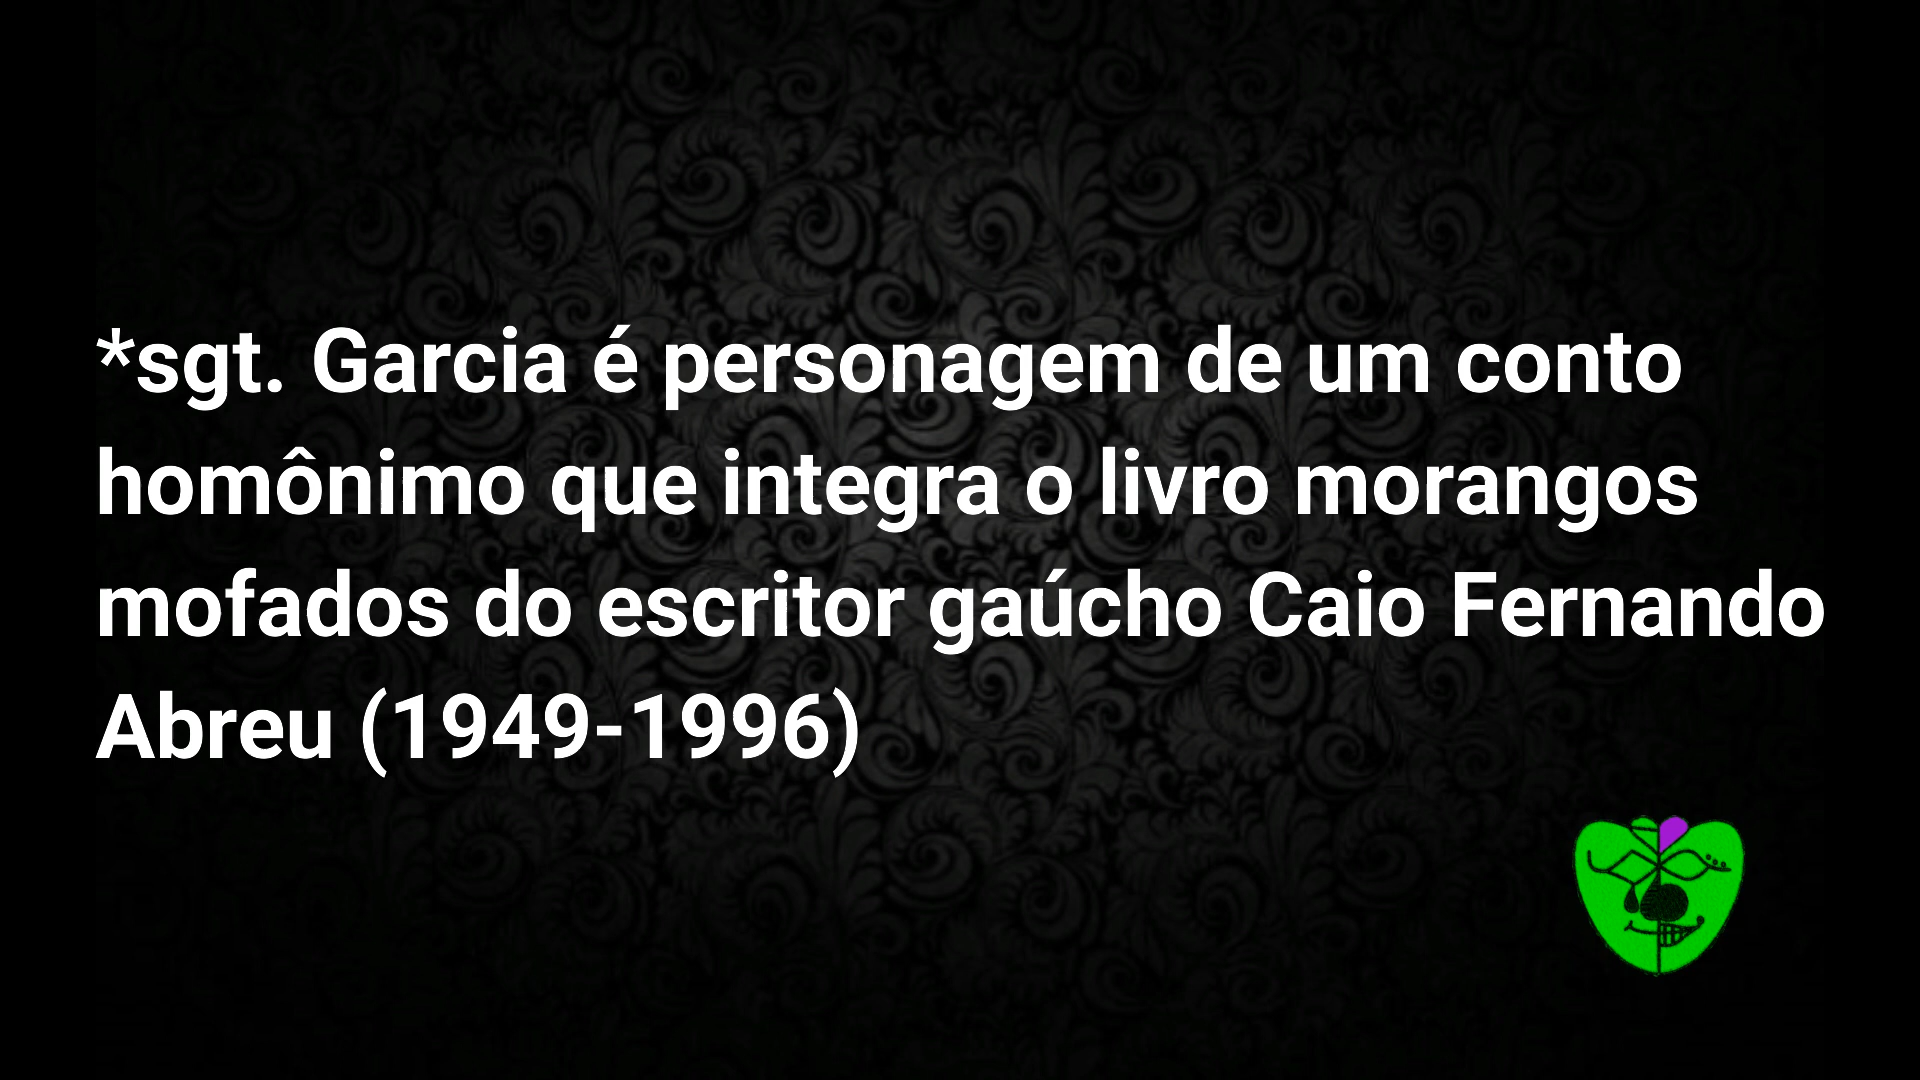 *sgt. Garcia é personagem de um conto
homônimo que integra o livro morangos
mofados do escritor gaúcho Caio Fernando
Abreu (1949-1996)